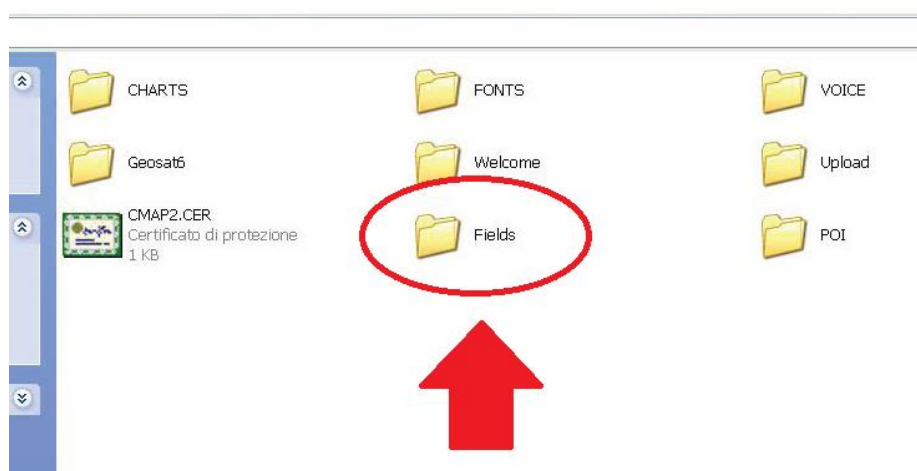 CHARTS
FONTS
VOICE
Geosat6
Welcome
Upload
CMAP2.CER
Certificato di protezione
1 KB
Fields
POI